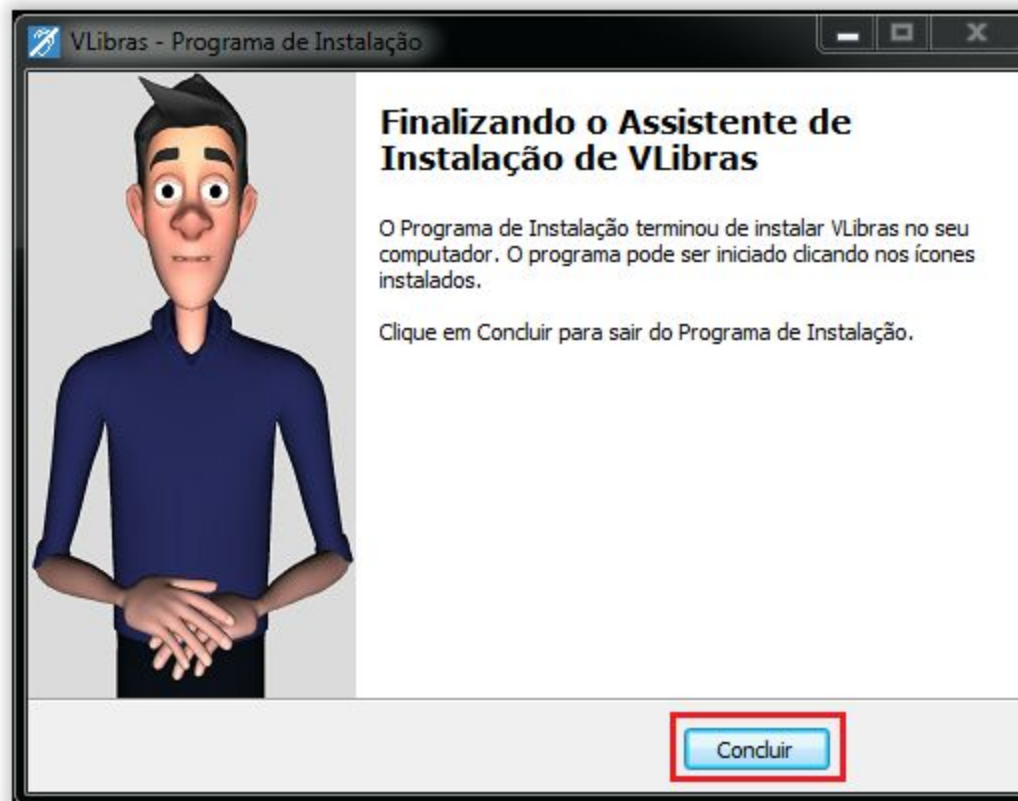 VLibras - Programa de Instalação
Finalizando o Assistente de
Instalação de VLibras
O Programa de Instalação terminou de instalar VLibras no seu
computador. O programa pode ser iniciado clicando nos ícones
instalados.
Clique em Concluir para sair do Programa de Instalação.
Concluir